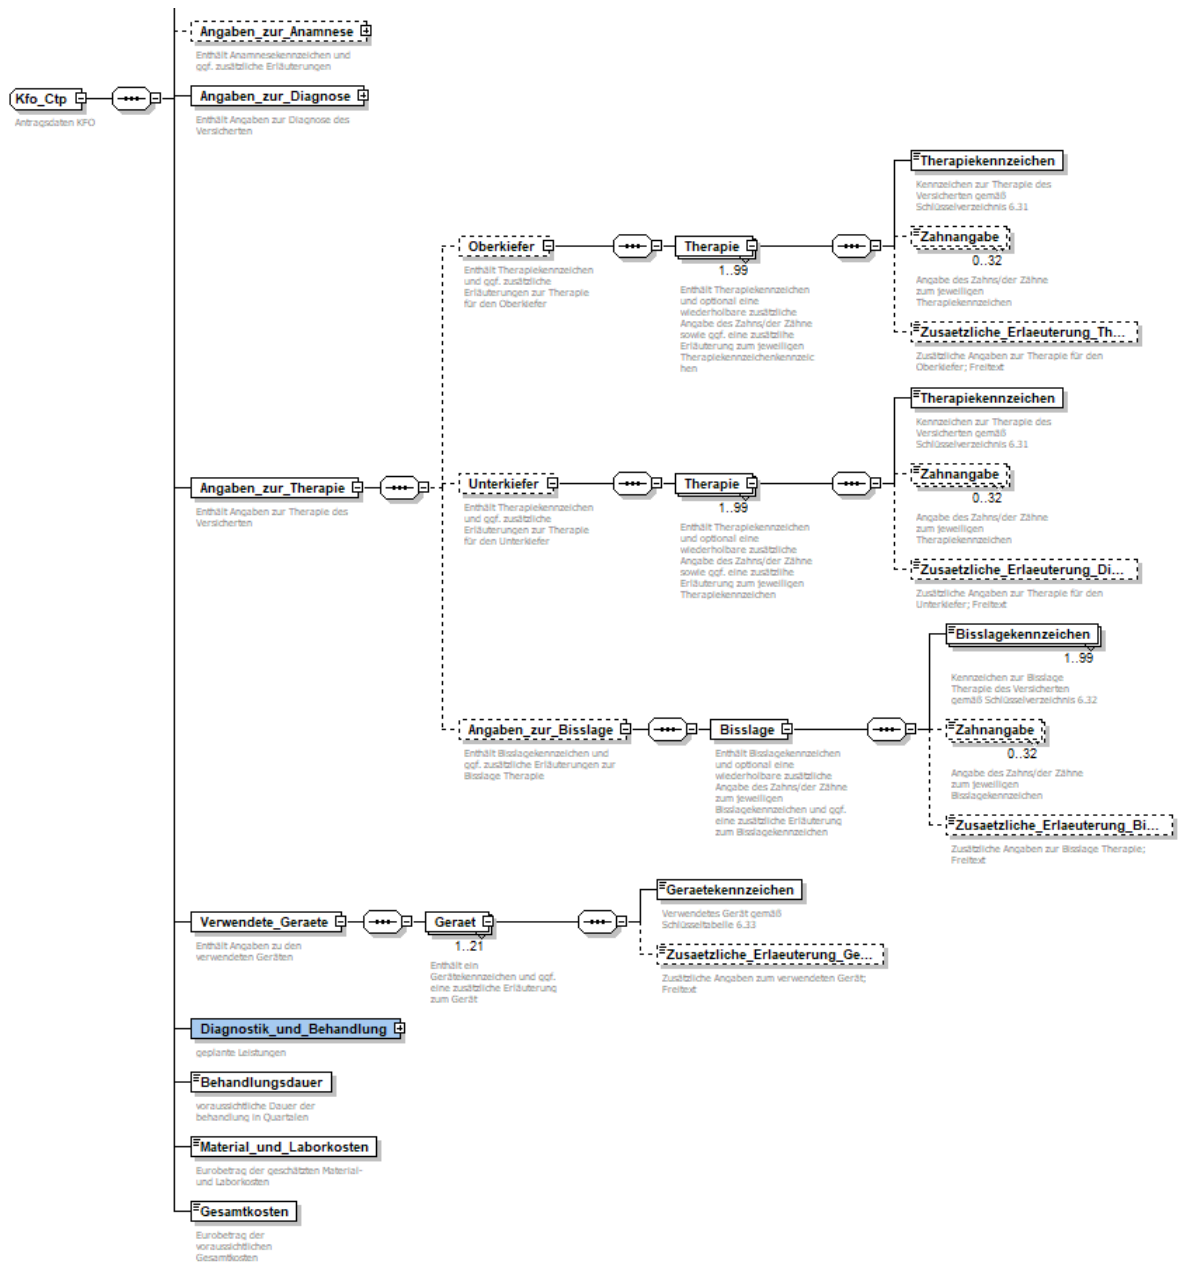 Angaben_zur_Anamnese
Enthält Anamnesekennzeichen und
ggf. zusätzliche Erläuterungen
Kfo_Ctp
Antragsdaten KFO
Angaben_zur_Diagnose
Enthält Angaben zur Diagnose des
Versicherten
Angaben_zur_Therapie
Enthält Angaben zur Therapie des
Versicherten
Oberkiefer
Enthält Therapiekennzeichen
und ggf. zusätzliche
Erläuterungen zur Therapie
für den Oberkiefer
Therapie
1..99
Enthält Therapiekennzeichen
und optional eine
wiederholbare zusätzliche
Angabe des Zahns/der Zähne
sowie ggf. eine zusätzlihe
Erläuterung zum jeweiligen
Therapiekennzeichenkennzeic
hen
Therapiekennzeichen
Kennzeichen zur Therapie des
Versicherten gemäß
Schlüsselverzeichnis 6.31
Zahnangabe
0..32
Angabe des Zahns/der Zähne
zum jeweiligen
Therapiekennzeichen
Zusaetzliche_Erlaeuterung_Th...
Zusätzliche Angaben zur Therapie für den
Oberkiefer; Freitext
Unterkiefer
Enthält Therapiekennzeichen
und ggf. zusätzliche
Erläuterungen zur Therapie
für den Unterkiefer
Therapie
1..99
Enthält Therapiekennzeichen
und optional eine
wiederholbare zusätzliche
Angabe des Zahns/der Zähne
sowie ggf. eine zusätzlihe
Erläuterung zum jeweiligen
Therapiekennzeichen
Therapiekennzeichen
Kennzeichen zur Therapie des
Versicherten gemäß
Schlüsselverzeichnis 6.31
Zahnangabe
0..32
Angabe des Zahns/der Zähne
zum jeweiligen
Therapiekennzeichen
Zusaetzliche_Erlaeuterung_Di...
Zusätzliche Angaben zur Therapie für den
Unterkiefer; Freitext
Angaben_zur_Bisslage
Enthält Bisslagekennzeichen und
ggf. zusätzliche Erläuterungen zur
Bisslage Therapie
Bisslage
Enthält Bisslagekennzeichen
und optional eine
wiederholbare zusätzliche
Angabe des Zahns/der Zähne
zum jeweiligen
Bisslagekennzeichen und ggf.
eine zusätzliche Erläuterung
zum Bisslagekennzeichen
Bisslagekennzeichen
1..99
Kennzeichen zur Bisslage
Therapie des Versicherten
gemäß Schlüsselverzeichnis 6.32
Zahnangabe
0..32
Angabe des Zahns/der Zähne
zum jeweiligen
Bisslagekennzeichen
Zusaetzliche_Erlaeuterung_Bi...
Zusätzliche Angaben zur Bisslage Therapie;
Freitext
Verwendete_Geraete
Enthält Angaben zu den
verwendeten Geräten
Geraet
1..21
Enthält ein
Gerätekennzeichen und ggf.
eine zusätzliche Erläuterung
zum Gerät
Geraetekennzeichen
Verwendetes Gerät gemäß
Schlüsseltabelle 6.33
Zusaetzliche_Erlaeuterung_Ge...
Zusätzliche Angaben zum verwendeten Gerät;
Freitext
Diagnostik_und_Behandlung
geplante Leistungen
Behandlungsdauer
voraussichtliche Dauer der
behandlung in Quartalen
Material_und_Laborkosten
Eurobetrag der geschätzten Material-
und Laborkosten
Gesamtkosten
Eurobetrag der
voraussichtlichen
Gesamtkosten